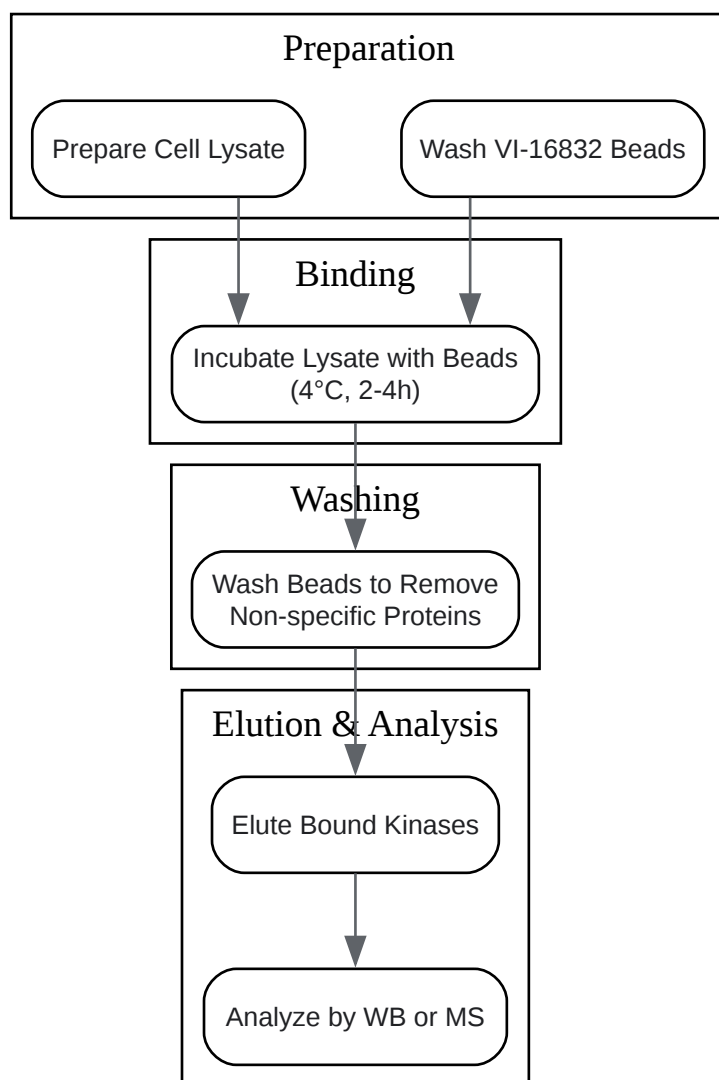 Preparation
Prepare Cell Lysate
Wash VI-16832 Beads
Binding
Incubate Lysate with Beads
(4°C, 2-4h)
Washing
Wash Beads to Remove
Non-specific Proteins
Elution & Analysis
Elute Bound Kinases
Analyze by WB or MS